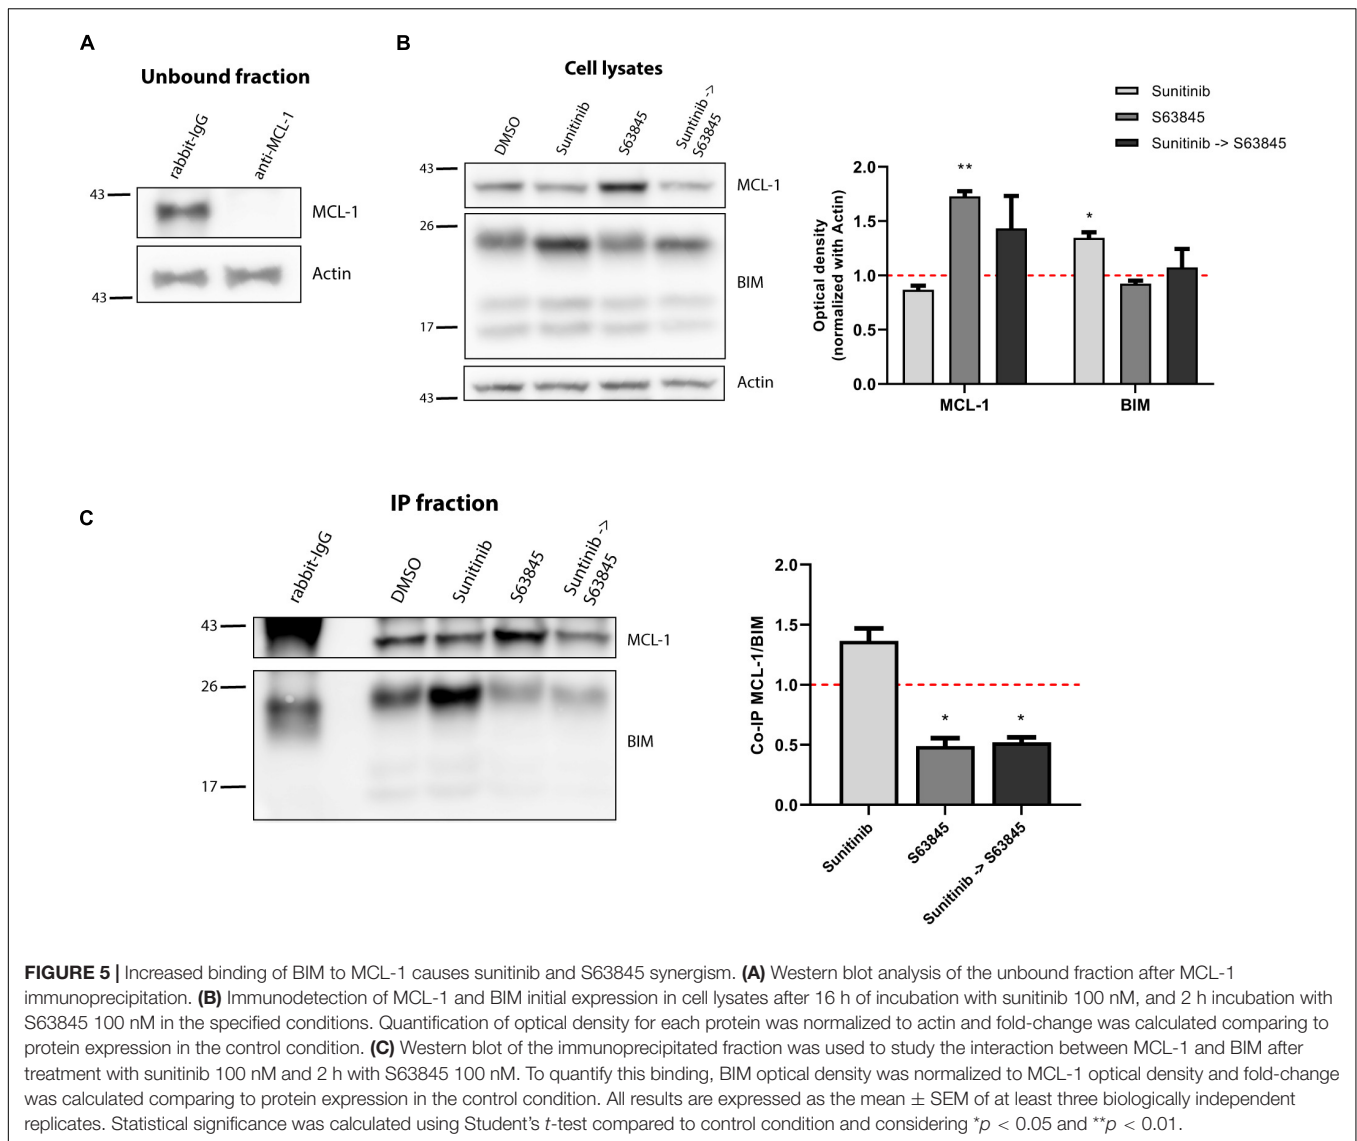 A
Unbound fraction
rabbit-IgG
anti-MCL-1
43
MCL-1
Actin
43
B
Cell lysates
DMSO
Sunitinib
S63845
Suntinib ->
S63845
43
MCL-1
26
BIM
17
Actin
43
Sunitinib
S63845
Sunitinib -> S63845
Optical density
(normalized with Actin)
2.0
1.5
1.0
0.5
0.0
**
*
MCL-1
BIM
C
IP fraction
rabbit-IgG
DMSO
Sunitinib
S63845
Suntinib ->
S63845
43
MCL-1
26
BIM
17
Co-IP MCL-1/BIM
2.0
1.5
1.0
0.5
0.0
*
*
Sunitinib
S63845
Sunitinib -> S63845
FIGURE 5 | Increased binding of BIM to MCL-1 causes sunitinib and S63845 synergism. (A) Western blot analysis of the unbound fraction after MCL-1
immunoprecipitation. (B) Immunodetection of MCL-1 and BIM initial expression in cell lysates after 16 h of incubation with sunitinib 100 nM, and 2 h incubation with
S63845 100 nM in the specified conditions. Quantification of optical density for each protein was normalized to actin and fold-change was calculated comparing to
protein expression in the control condition. (C) Western blot of the immunoprecipitated fraction was used to study the interaction between MCL-1 and BIM after
treatment with sunitinib 100 nM and 2 h with S63845 100 nM. To quantify this binding, BIM optical density was normalized to MCL-1 optical density and fold-change
was calculated comparing to protein expression in the control condition. All results are expressed as the mean ± SEM of at least three biologically independent
replicates. Statistical significance was calculated using Student's t-test compared to control condition and considering *p < 0.05 and **p < 0.01.